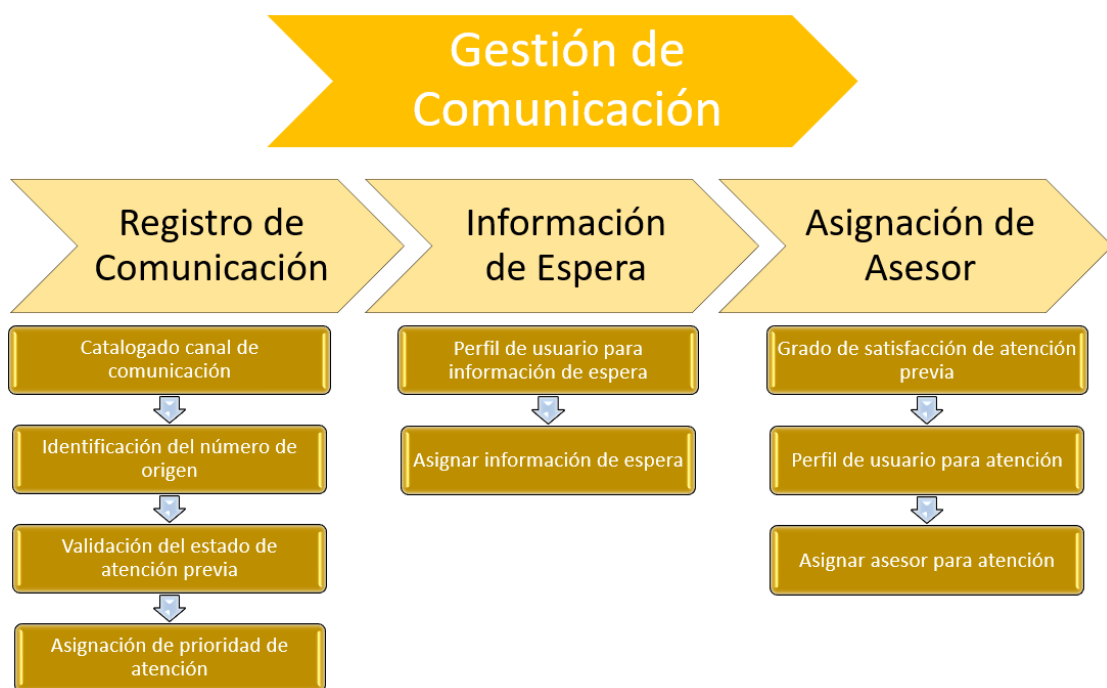 Gestión de
Comunicación
Registro de
Comunicación
Información
de Espera
Asignación de
Asesor
Catalogado canal de
comunicación
Identificación del número de
origen
Validación del estado de
atención previa
Asignación de prioridad de
atención
Perfil de usuario para
información de espera
Asignar información de espera
Grado de satisfacción de atención
previa
Perfil de usuario para atención
Asignar asesor para atención